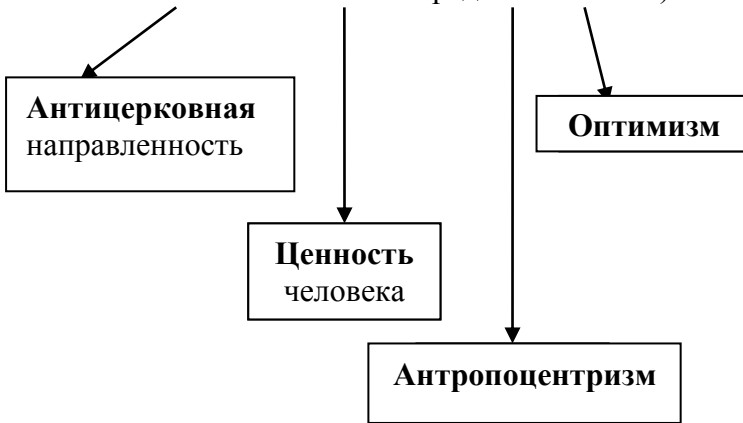 Антицерковная
направленность
Оптимизм
Ценность
человека
Антропоцентризм